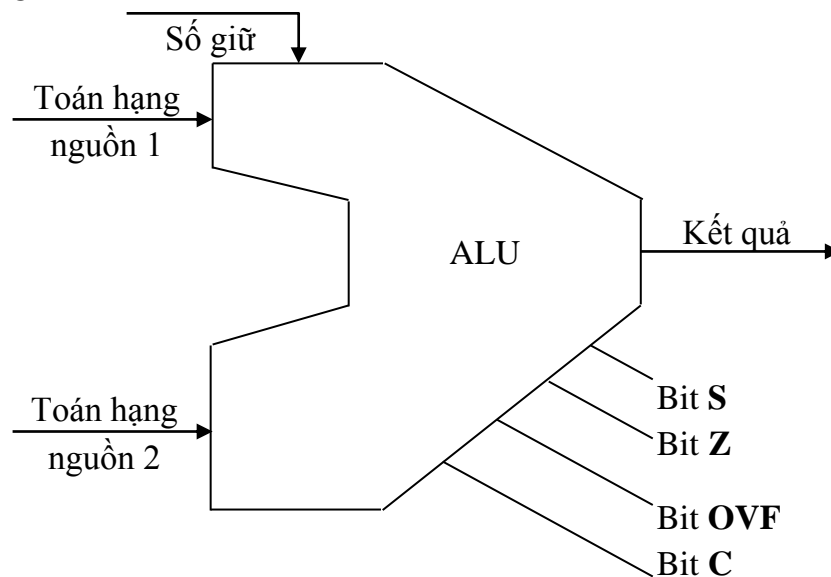 Số giữ
Toán hạng
nguồn 1
ALU
Kết quả
Toán hạng
nguồn 2
Bit S
Bit Z
Bit OVF
Bit C